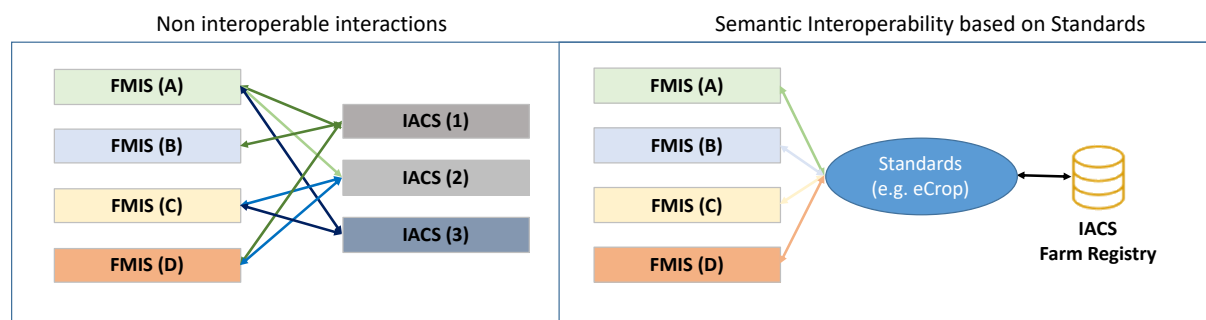 Non interoperable interactions
FMIS (A)
FMIS (B)
FMIS (C)
FMIS (D)
IACS (1)
IACS (2)
IACS (3)
Semantic Interoperability based on Standards
FMIS (A)
FMIS (B)
FMIS (C)
FMIS (D)
Standards
(e.g. eCrop)
IACS
Farm Registry